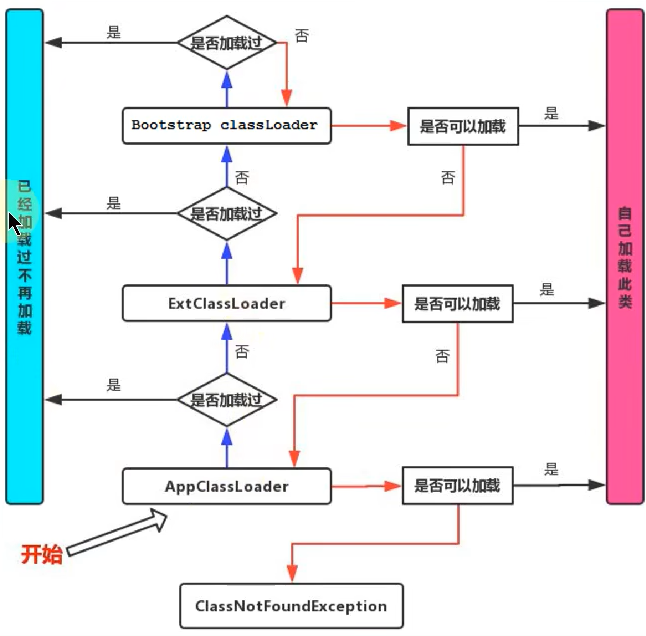 是
是否加载过
否
Bootstrap classLoader
是否可以加载
是
否
是
是否加载过
否
已经加载过不再加载
自己加载此类
ExtClassLoader
是否可以加载
是
否
是
是否加载过
否
AppClassLoader
是否可以加载
是
开始
ClassNotFoundException